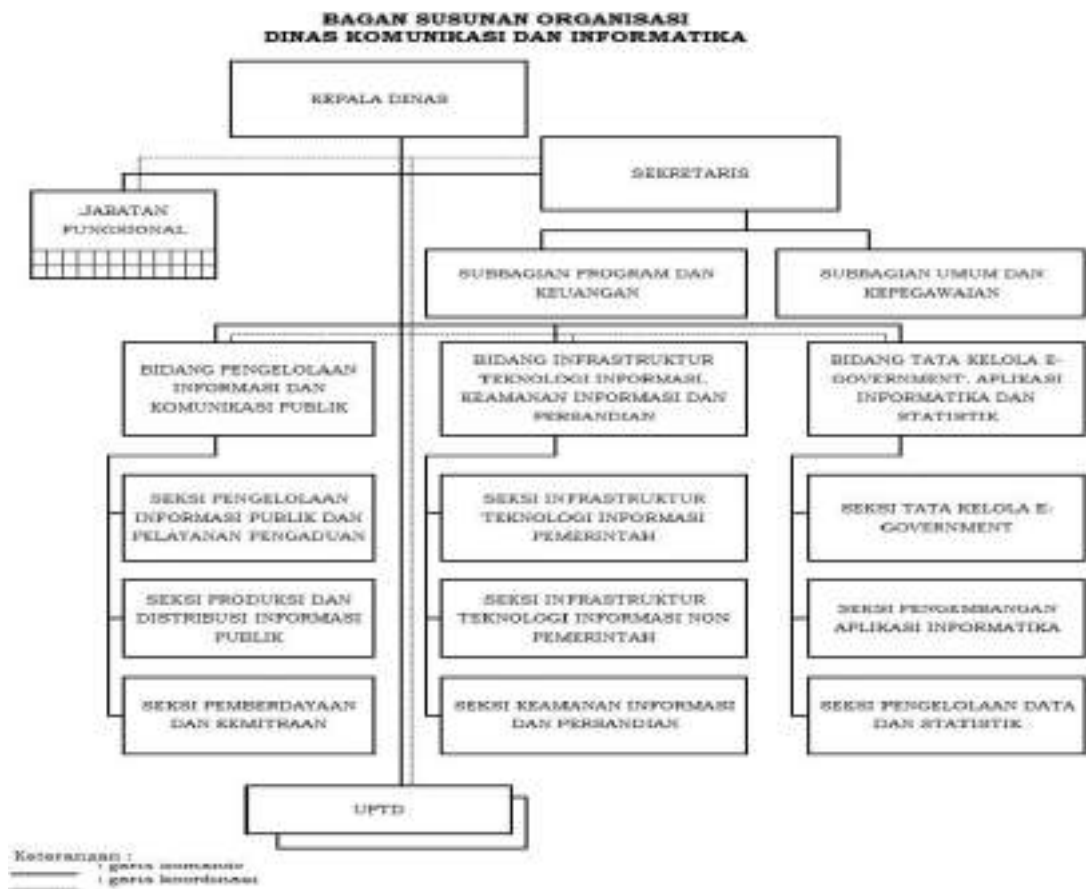 BAGAN SUSUNAN ORGANISASI
DINAS KOMUNIKASI DAN INFORMATIKA
KEPALA DINAS
SEKRETARIS
JABATAN
FUNGSIONAL
SUBBAGIAN PROGRAM DAN
KEUANGAN
SUBBAGIAN UMUM DAN
KEPEGAWAIAN
BIDANG PENGELOLAAN
INFORMASI DAN
KOMUNIKASI PUBLIK
BIDANG INFRASTRUKTUR
TEKNOLOGI INFORMASI,
KEAMANAN INFORMASI DAN
PERSANDIAN
BIDANG TATA KELOLA E-
GOVERNMENT, APLIKASI
INFORMATIKA DAN
STATISTIK
SEKSI PENGELOLAAN
INFORMASI PUBLIK DAN
PELAYANAN PENGADUAN
SEKSI INFRASTRUKTUR
TEKNOLOGI INFORMASI
PEMERINTAH
SEKSI TATA KELOLA E-
GOVERNMENT
SEKSI PRODUKSI DAN
DISTRIBUSI INFORMASI
PUBLIK
SEKSI INFRASTRUKTUR
TEKNOLOGI INFORMASI NON
PEMERINTAH
SEKSI PENGEMBANGAN
APLIKASI INFORMATIKA
SEKSI PEMBERDAYAAN
DAN KEMITRAAN
SEKSI KEAMANAN INFORMASI
DAN PERSANDIAN
SEKSI PENGELOLAAN DATA
DAN STATISTIK
UPTD
Keterangan :
: garis komando
: garis koordinasi